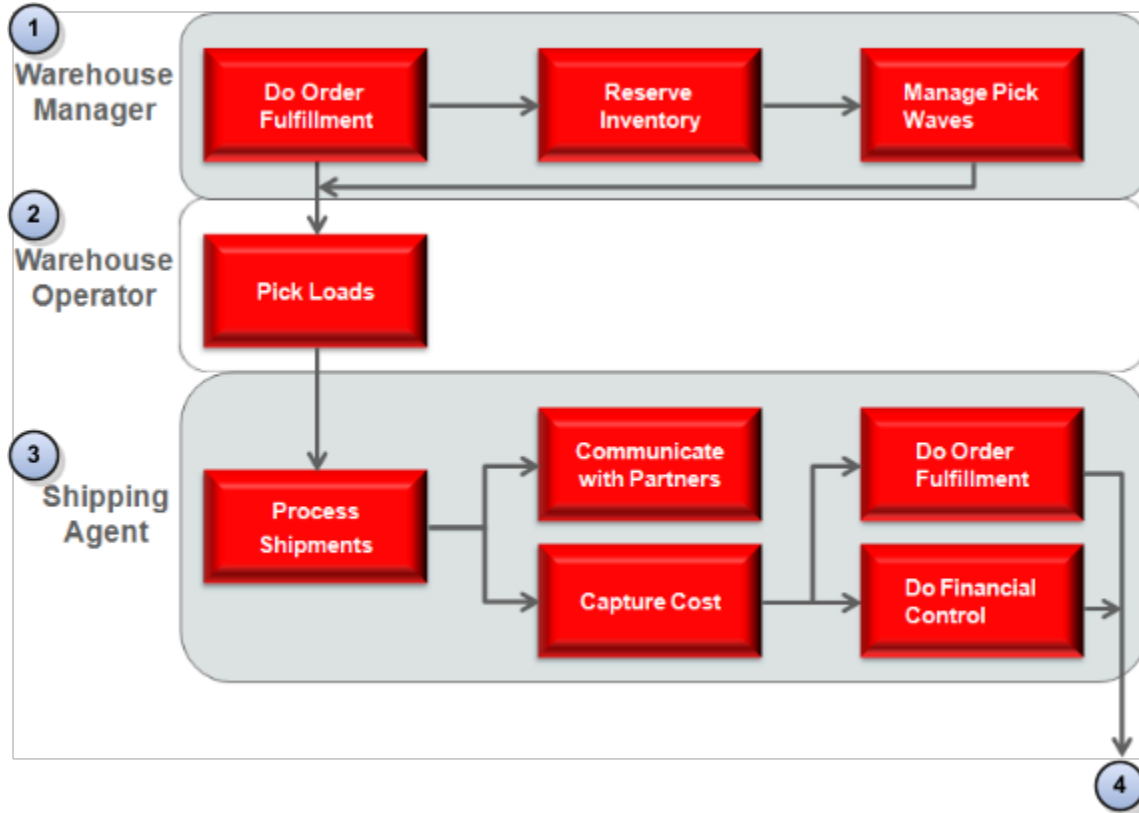 1
Warehouse
Manager
Do Order
Fulfillment
Reserve
Inventory
Manage Pick
Waves
2
Warehouse
Operator
Pick Loads
3
Shipping
Agent
Process
Shipments
Communicate
with Partners
Capture Cost
Do Order
Fulfillment
Do Financial
Control
4